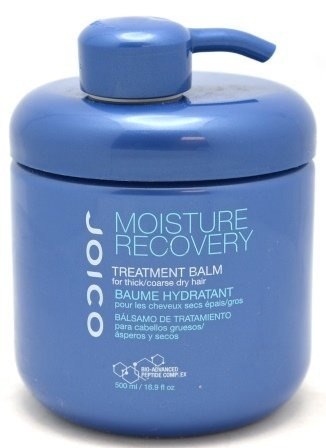 JOICO
MOISTURE
RECOVERY
TREATMENT BALM
for thick/coarse dry hair
BAUME HYDRATANT
pour les cheveux secs épais/gros
BÁLSAMO DE TRATAMIENTO
para cabellos gruesos/
ásperos y secos
BIO-ADVANCED
PEPTIDE COMPLEX
500 ml / 16.9 fl oz